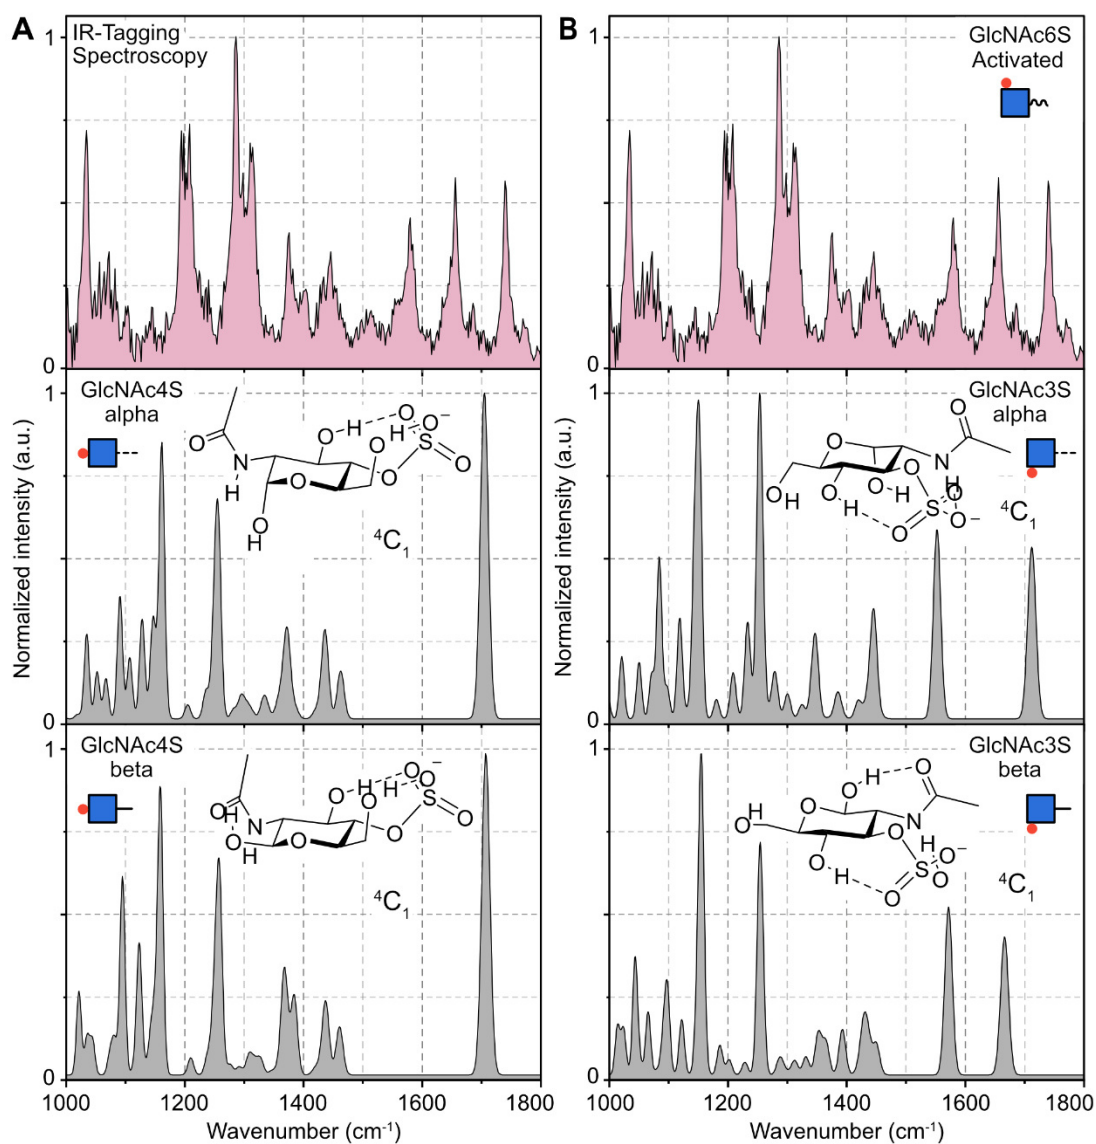 A
IR-Tagging
Spectroscopy
1
0
GlcNAc4S
alpha
O
N
H
O
H
O
O
H
O
H
O
O
S
O
O
−
⁴C₁
1
0
GlcNAc4S
beta
O
H
N
O
H
O
O
H
O
H
O
O
−
S
O
O
⁴C₁
1
0
1000
1200
1400
1600
1800
Wavenumber (cm⁻¹)
Normalized intensity (a.u.)
B
GlcNAc6S
Activated
1
0
GlcNAc3S
alpha
O
O
N
H
O
H
O
H
O
H
O
S
O
O
O−
⁴C₁
1
0
GlcNAc3S
beta
O
H
O
O
H
O
N
H
O
H
O
S
O−
O
O
⁴C₁
1
0
1000
1200
1400
1600
1800
Wavenumber (cm⁻¹)
Normalized intensity (a.u.)